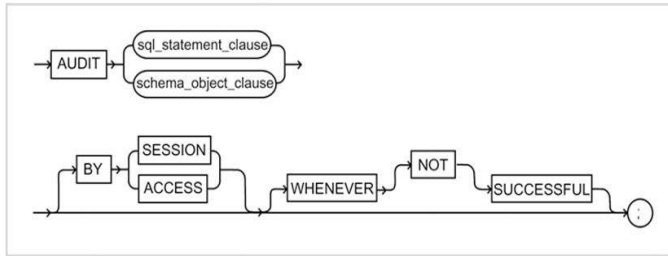 AUDIT
sql_statement_clause
schema_object_clause
BY
SESSION
ACCESS
WHENEVER
NOT
SUCCESSFUL
;